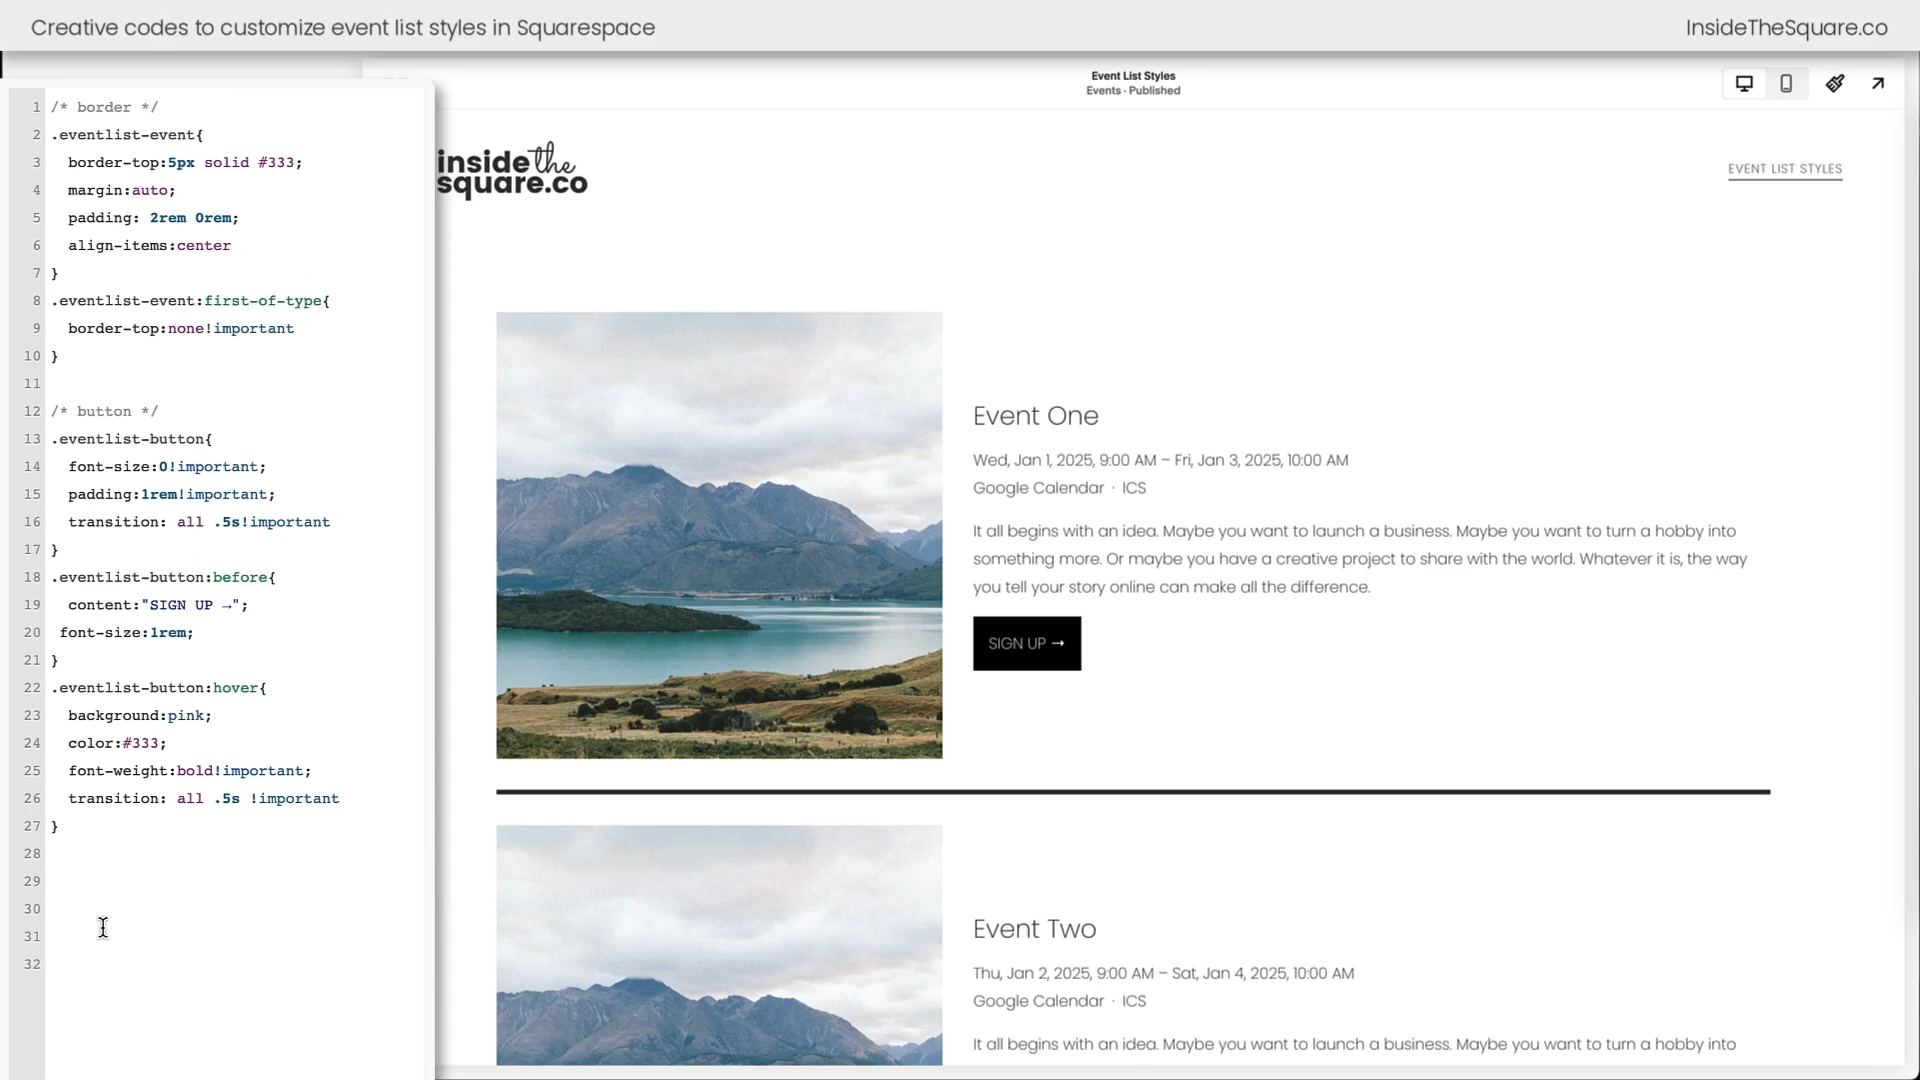 Creative codes to customize event list styles in Squarespace
InsideTheSquare.co
1 /* border */
2 .eventlist-event{
3 border-top:5px solid #333;
4 margin:auto;
5 padding: 2rem 0rem;
6 align-items:center
7 }
8 .eventlist-event:first-of-type{
9 border-top:none!important
10 }
11
12 /* button */
13 .eventlist-button{
14 font-size:0!important;
15 padding:1rem!important;
16 transition: all .5s!important
17 }
18 .eventlist-button:before{
19 content:"SIGN UP →";
20 font-size:1rem;
21 }
22 .eventlist-button:hover{
23 background:pink;
24 color:#333;
25 font-weight:bold!important;
26 transition: all .5s !important
27 }
28
29
30
31
32
Event List Styles
Events · Published
inside the
square.co
EVENT LIST STYLES
Event One
Wed, Jan 1, 2025, 9:00 AM – Fri, Jan 3, 2025, 10:00 AM
Google Calendar · ICS
It all begins with an idea. Maybe you want to launch a business. Maybe you want to turn a hobby into
something more. Or maybe you have a creative project to share with the world. Whatever it is, the way
you tell your story online can make all the difference.
SIGN UP →
Event Two
Thu, Jan 2, 2025, 9:00 AM – Sat, Jan 4, 2025, 10:00 AM
Google Calendar · ICS
It all begins with an idea. Maybe you want to launch a business. Maybe you want to turn a hobby into